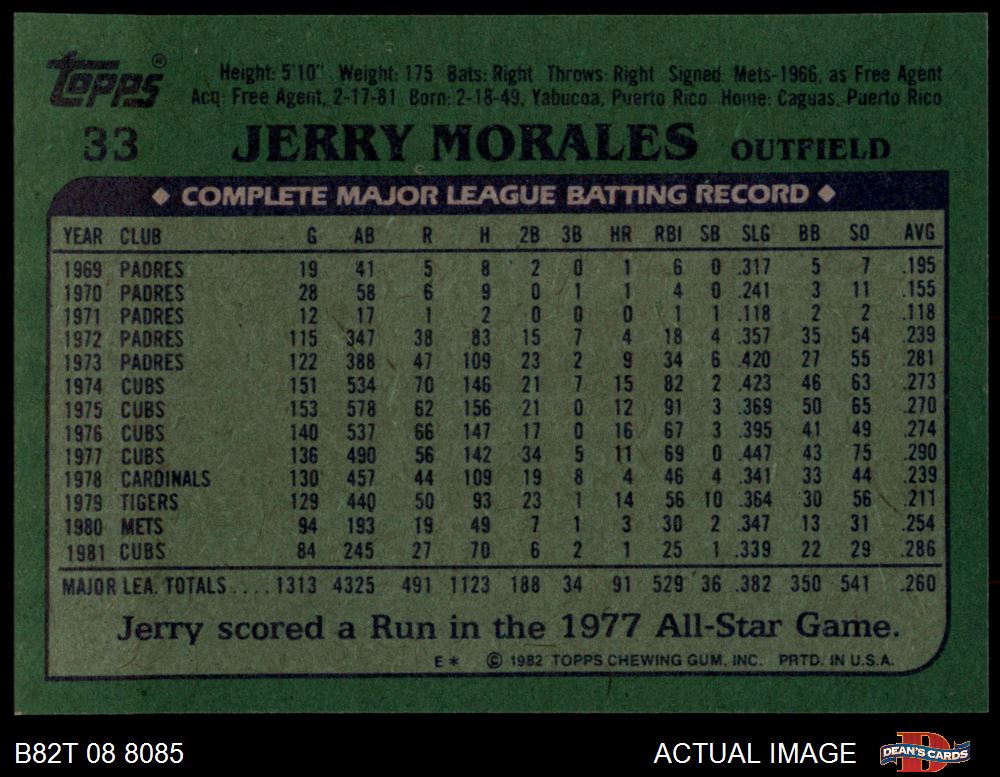 Topps®
Height: 5'10" Weight: 175 Bats: Right Throws: Right Signed: Mets-1966, as Free Agent
Acq: Free Agent, 2-17-81 Born: 2-18-49, Yabucoa, Puerto Rico Home: Caguas, Puerto Rico
33 JERRY MORALES OUTFIELD
◆ COMPLETE MAJOR LEAGUE BATTING RECORD ◆
YEAR CLUB G AB R H 2B 3B HR RBI SB SLG BB SO AVG
1969 PADRES 19 41 5 8 2 0 1 6 0 .317 5 7 .195
1970 PADRES 28 58 6 9 0 1 1 4 0 .241 3 11 .155
1971 PADRES 12 17 1 2 0 0 0 1 1 .118 2 2 .118
1972 PADRES 115 347 38 83 15 7 4 18 4 .357 35 54 .239
1973 PADRES 122 388 47 109 23 2 9 34 6 .420 27 55 .281
1974 CUBS 151 534 70 146 21 7 15 82 2 .423 46 63 .273
1975 CUBS 153 578 62 156 21 0 12 91 3 .369 50 65 .270
1976 CUBS 140 537 66 147 17 0 16 67 3 .395 41 49 .274
1977 CUBS 136 490 56 142 34 5 11 69 0 .447 43 75 .290
1978 CARDINALS 130 457 44 109 19 8 4 46 4 .341 33 44 .239
1979 TIGERS 129 440 50 93 23 1 14 56 10 .364 30 56 .211
1980 METS 94 193 19 49 7 1 3 30 2 .347 13 31 .254
1981 CUBS 84 245 27 70 6 2 1 25 1 .339 22 29 .286
MAJOR LEA. TOTALS .... 1313 4325 491 1123 188 34 91 529 36 .382 350 541 .260
Jerry scored a Run in the 1977 All-Star Game.
E* © 1982 TOPPS CHEWING GUM, INC. PRTD. IN U.S.A.
B82T 08 8085 ACTUAL IMAGE DEAN'S CARDS